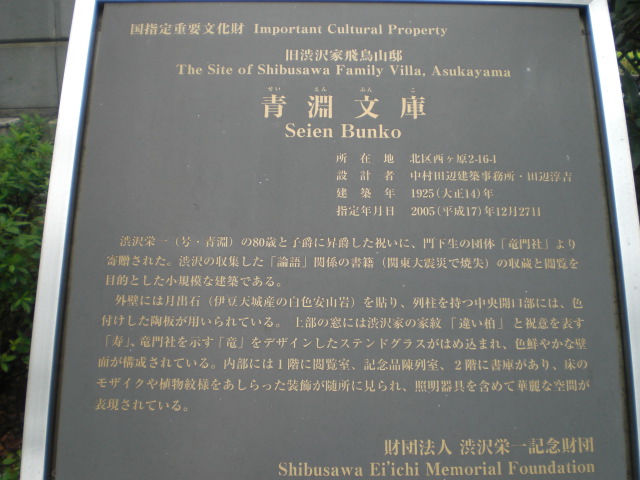 国指定重要文化財 Important Cultural Property
旧渋沢家飛鳥山邸
The Site of Shibusawa Family Villa, Asukayama
せい えん ぶん こ
青淵文庫
Seien Bunko
所在地 北区西ヶ原2-16-1
設計者 中村田辺建築事務所・田辺淳吉
建築年 1925(大正14)年
指定年月日 2005(平成17)年12月27日
渋沢栄一(号・青淵)の80歳と子爵に昇爵した祝いに、門下生の団体「竜門社」より
寄贈された。渋沢の収集した「論語」関係の書籍(関東大震災で焼失)の収蔵と閲覧を
目的とした小規模な建築である。
外壁には月出石(伊豆天城産の白色安山岩)を貼り、列柱を持つ中央開口部には、色
付けした陶板が用いられている。上部の窓には渋沢家の家紋「違い柏」と祝意を表す
「寿」、竜門社を示す「竜」をデザインしたステンドグラスがはめ込まれ、色鮮やかな壁
面が構成されている。内部には1階に閲覧室、記念品陳列室、2階に書庫があり、床の
モザイクや植物紋様をあしらった装飾が随所に見られ、照明器具を含めて華麗な空間が
表現されている。
財団法人 渋沢栄一記念財団
Shibusawa Ei'ichi Memorial Foundation